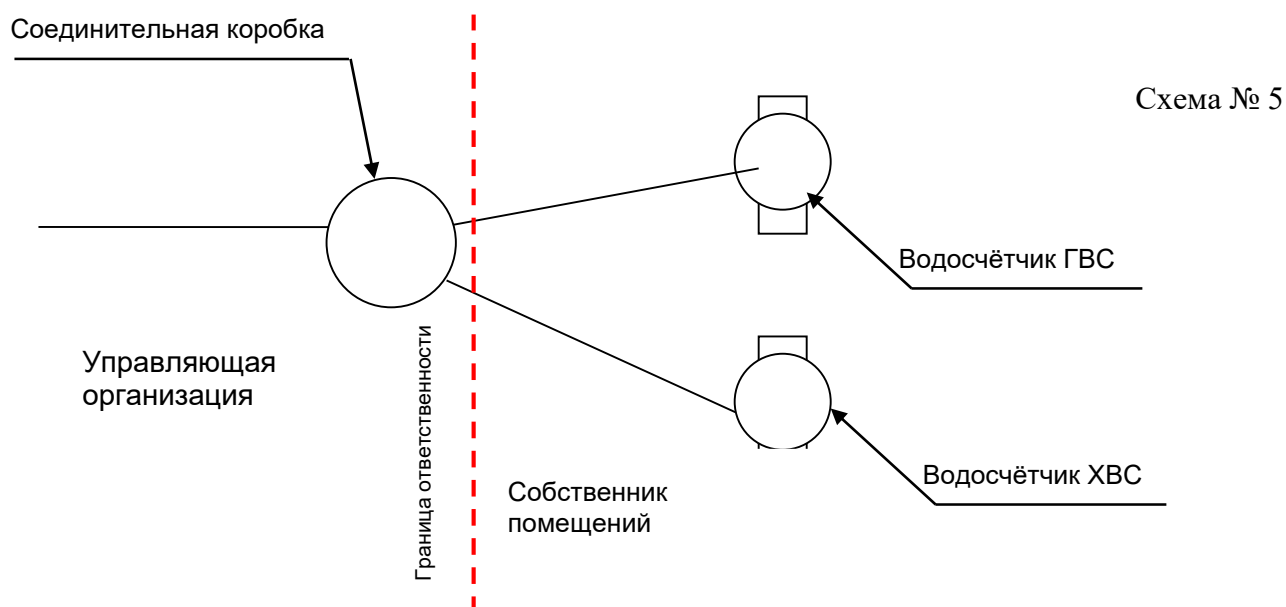 Соединительная коробка
Схема № 5
Водосчётчик ГВС
Управляющая
организация
Граница ответственности
Водосчётчик ХВС
Собственник
помещений